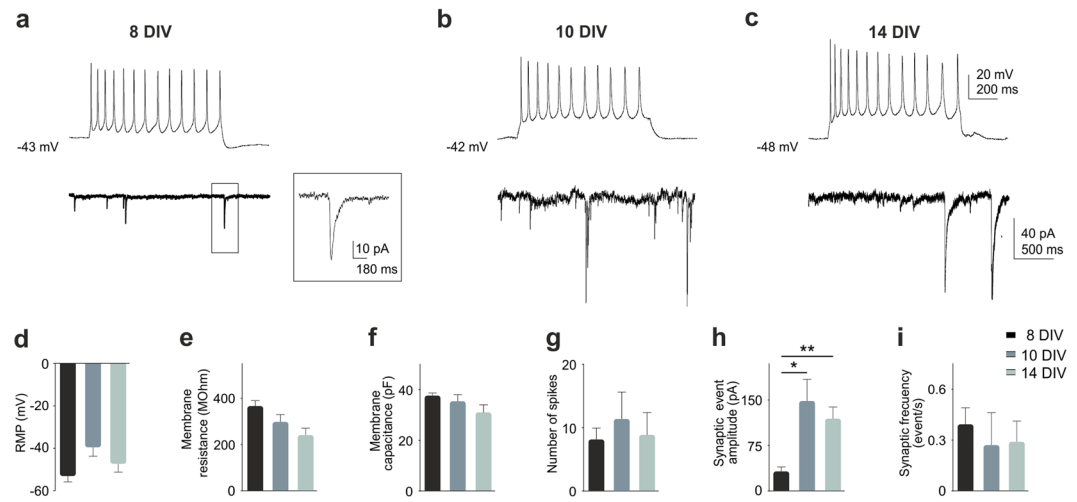 a
8 DIV
-43 mV
10 pA
180 ms
b
10 DIV
-42 mV
c
14 DIV
20 mV
200 ms
-48 mV
40 pA
500 ms
d
RMP (mV)
0
-20
-40
-60
e
Membrane
resistance (MOhm)
400
200
0
f
Membrane
capacitance (pF)
40
20
0
g
Number of spikes
20
10
0
h
Synaptic event
amplitude (pA)
150
75
0
*
**
i
Synaptic frecuency
(event/s)
0.6
0.3
0
8 DIV
10 DIV
14 DIV